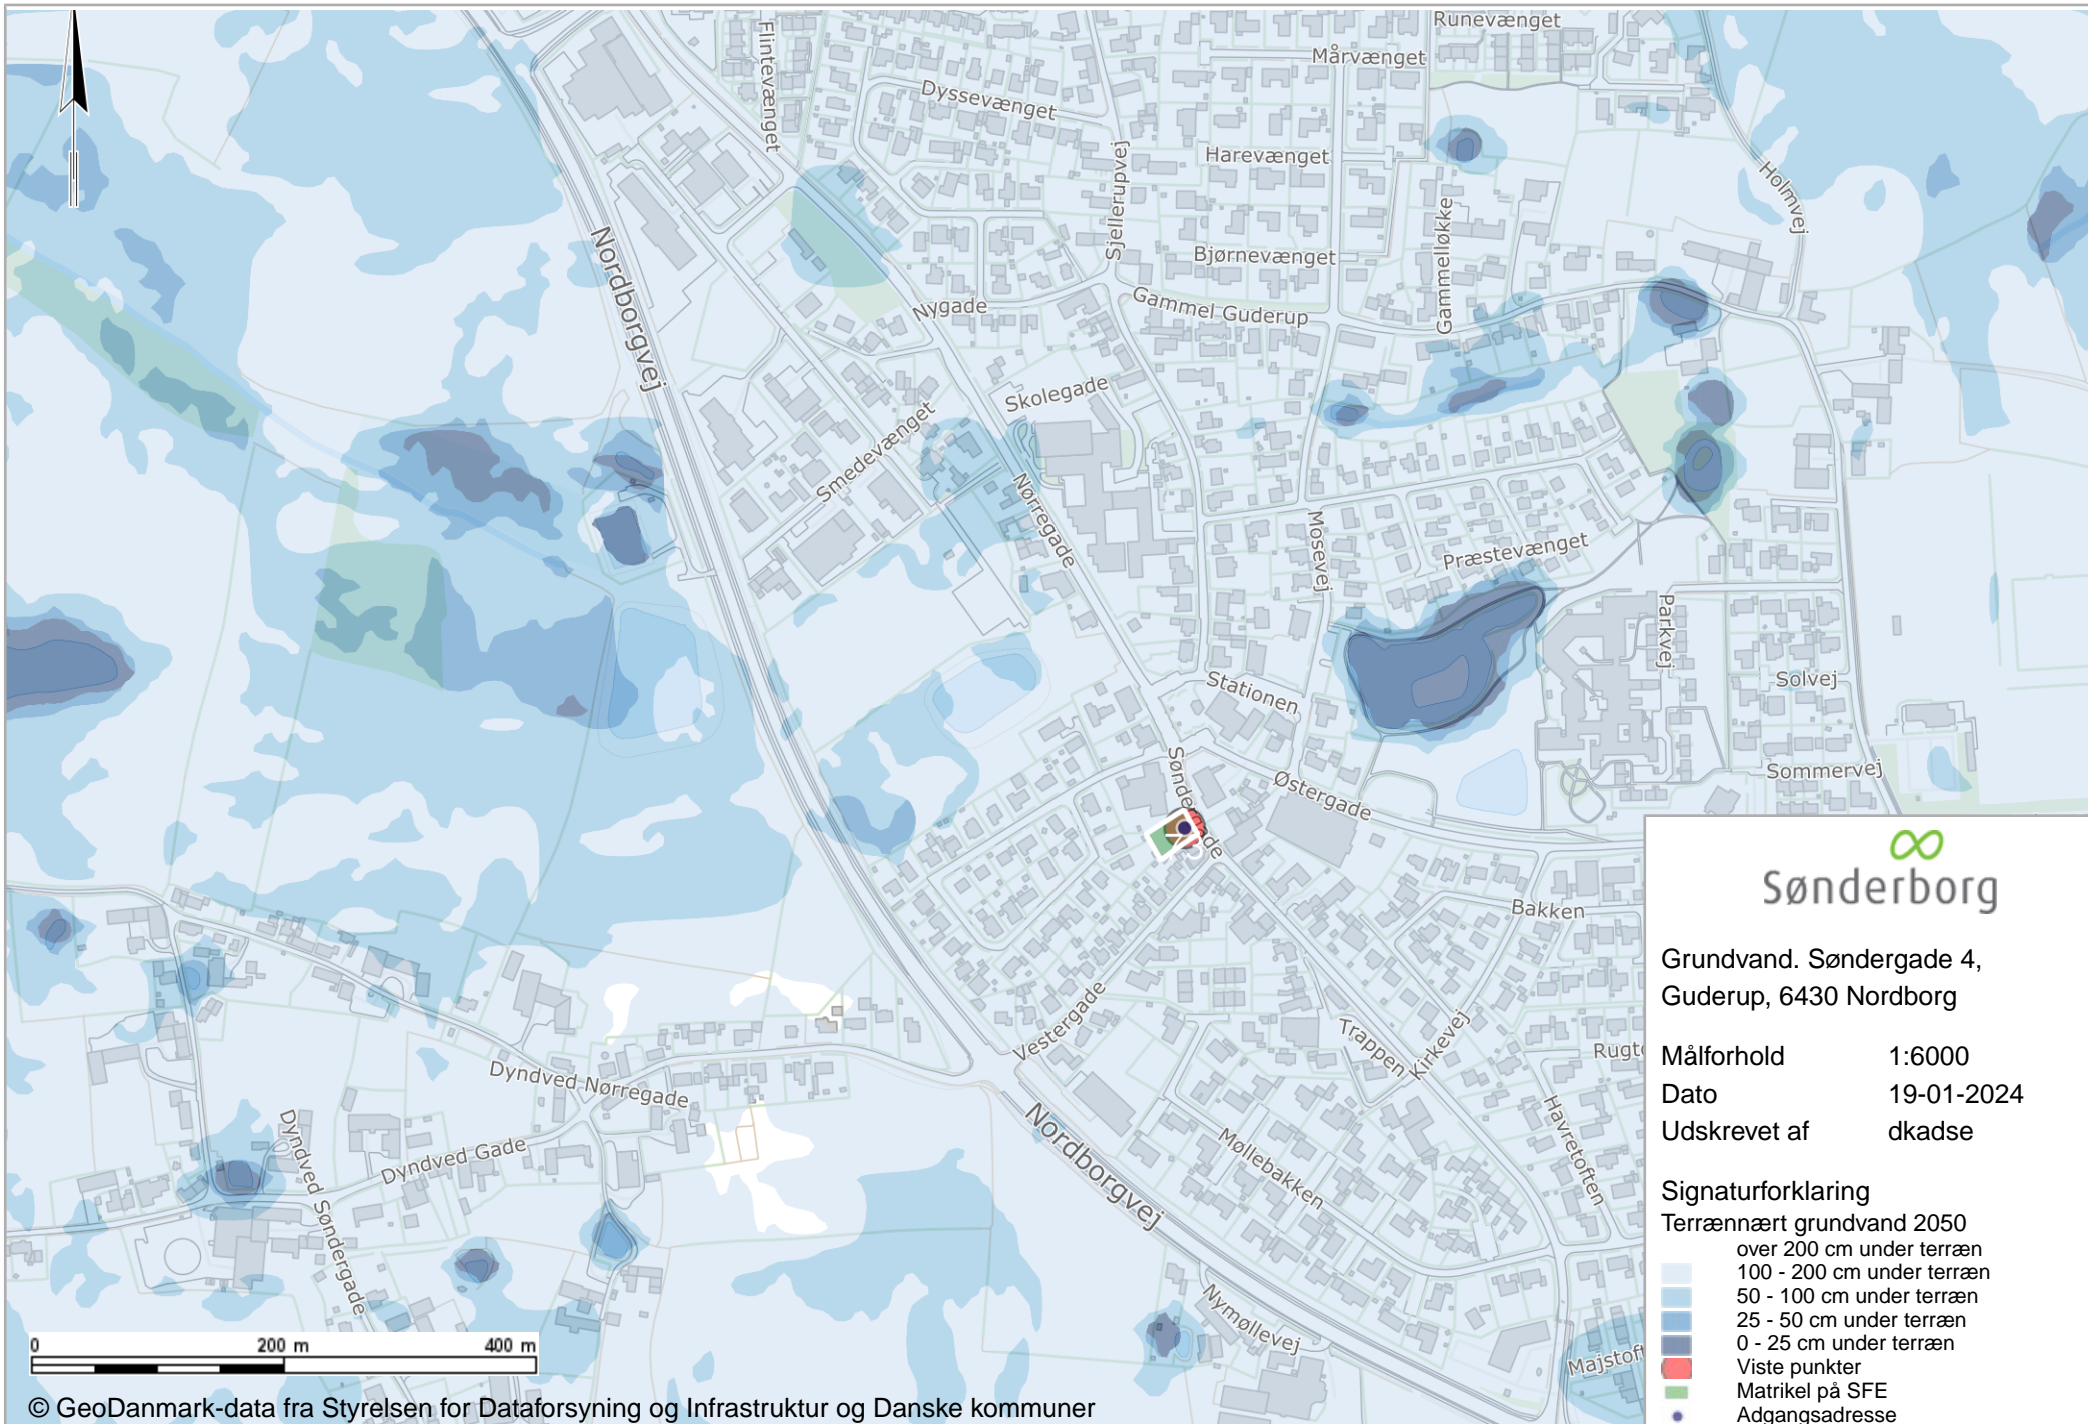 Runevænget
Mårvænget
Flintevænget
Dyssevænget
Sjellerupvej
Harevænget
Holmvej
Gammelløkke
Bjørnevænget
Nordborgvej
Nygade
Gammel Guderup
Skolegade
Smedevænget
Nørregade
Mosevej
Præstevænget
Parkvej
Stationen
Solvej
Søndergade
Østergade
Sommervej
Bakken
Vestergade
Trappen
Kirkevej
Dyndved Nørregade
Havretoften
Dyndved Søndergade
Dyndved Gade
Nordborgvej
Møllebakken
Nymøllevej
Sønderborg
Grundvand. Søndergade 4,
Guderup, 6430 Nordborg
Målforhold 1:6000
Dato 19-01-2024
Udskrevet af dkadse
Signaturforklaring
Terrænnært grundvand 2050
over 200 cm under terræn
100 - 200 cm under terræn
50 - 100 cm under terræn
25 - 50 cm under terræn
0 - 25 cm under terræn
Viste punkter
Matrikel på SFE
Adgangsadresse
0 200 m 400 m
© GeoDanmark-data fra Styrelsen for Dataforsyning og Infrastruktur og Danske kommuner